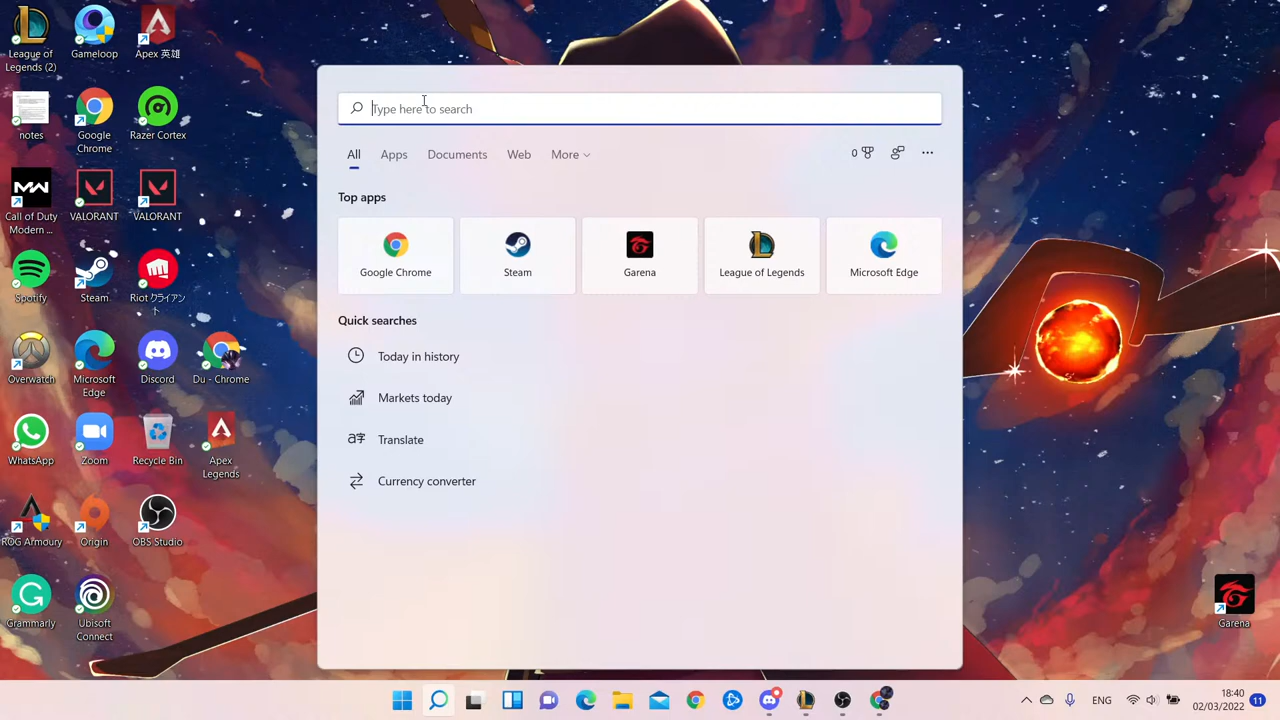 League of
Legends (2)
Gameloop
Apex 英雄
notes
Google
Chrome
Razer Cortex
Call of Duty
Modern ...
VALORANT
VALORANT
Spotify
Steam
Riot クライアン
ト
Overwatch
Microsoft
Edge
Discord
Du - Chrome
WhatsApp
Zoom
Recycle Bin
Apex
Legends
ROG Armoury
Origin
OBS Studio
Grammarly
Ubisoft
Connect
Type here to search
All Apps Documents Web More
0
Top apps
Google Chrome
Steam
Garena
League of Legends
Microsoft Edge
Quick searches
Today in history
Markets today
Translate
Currency converter
Garena
ENG
18:40
02/03/2022
11